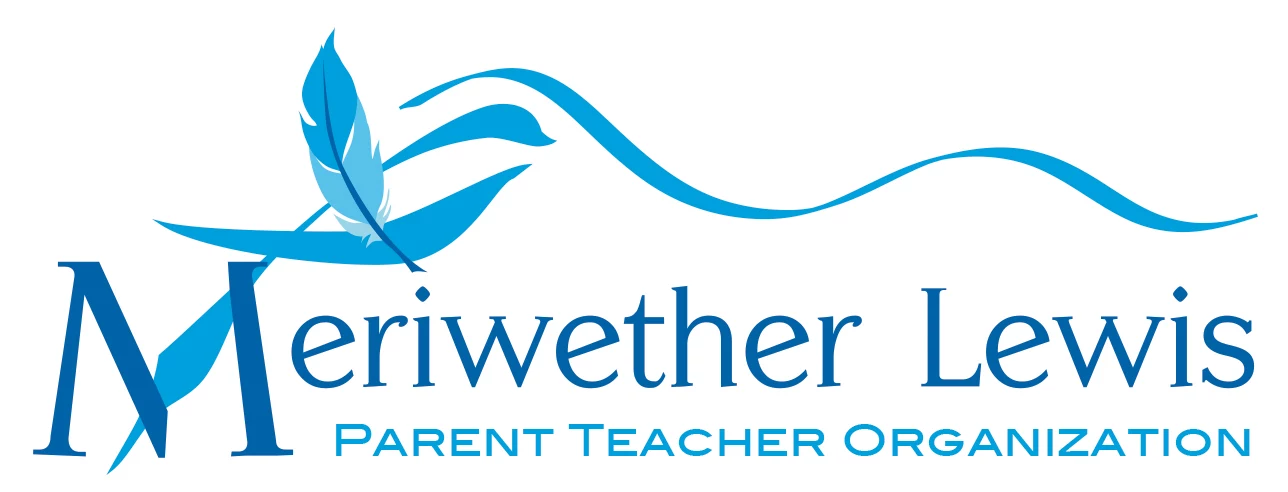 Meriwether Lewis
Parent Teacher Organization